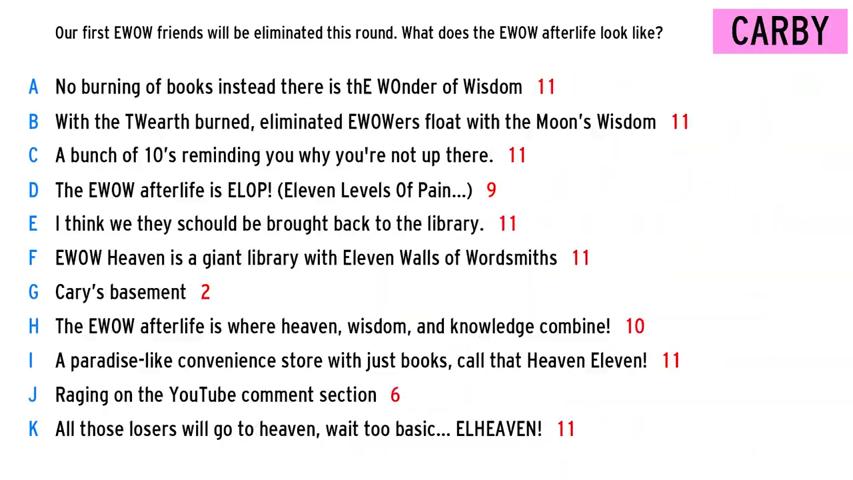 Our first EWOW friends will be eliminated this round. What does the EWOW afterlife look like?
CARBY
A No burning of books instead there is thE WOnder of Wisdom 11
B With the TWearth burned, eliminated EWOWers float with the Moon's Wisdom 11
C A bunch of 10's reminding you why you're not up there. 11
D The EWOW afterlife is ELOP! (Eleven Levels Of Pain...) 9
E I think we they schould be brought back to the library. 11
F EWOW Heaven is a giant library with Eleven Walls of Wordsmiths 11
G Cary's basement 2
H The EWOW afterlife is where heaven, wisdom, and knowledge combine! 10
I A paradise-like convenience store with just books, call that Heaven Eleven! 11
J Raging on the YouTube comment section 6
K All those losers will go to heaven, wait too basic... ELHEAVEN! 11